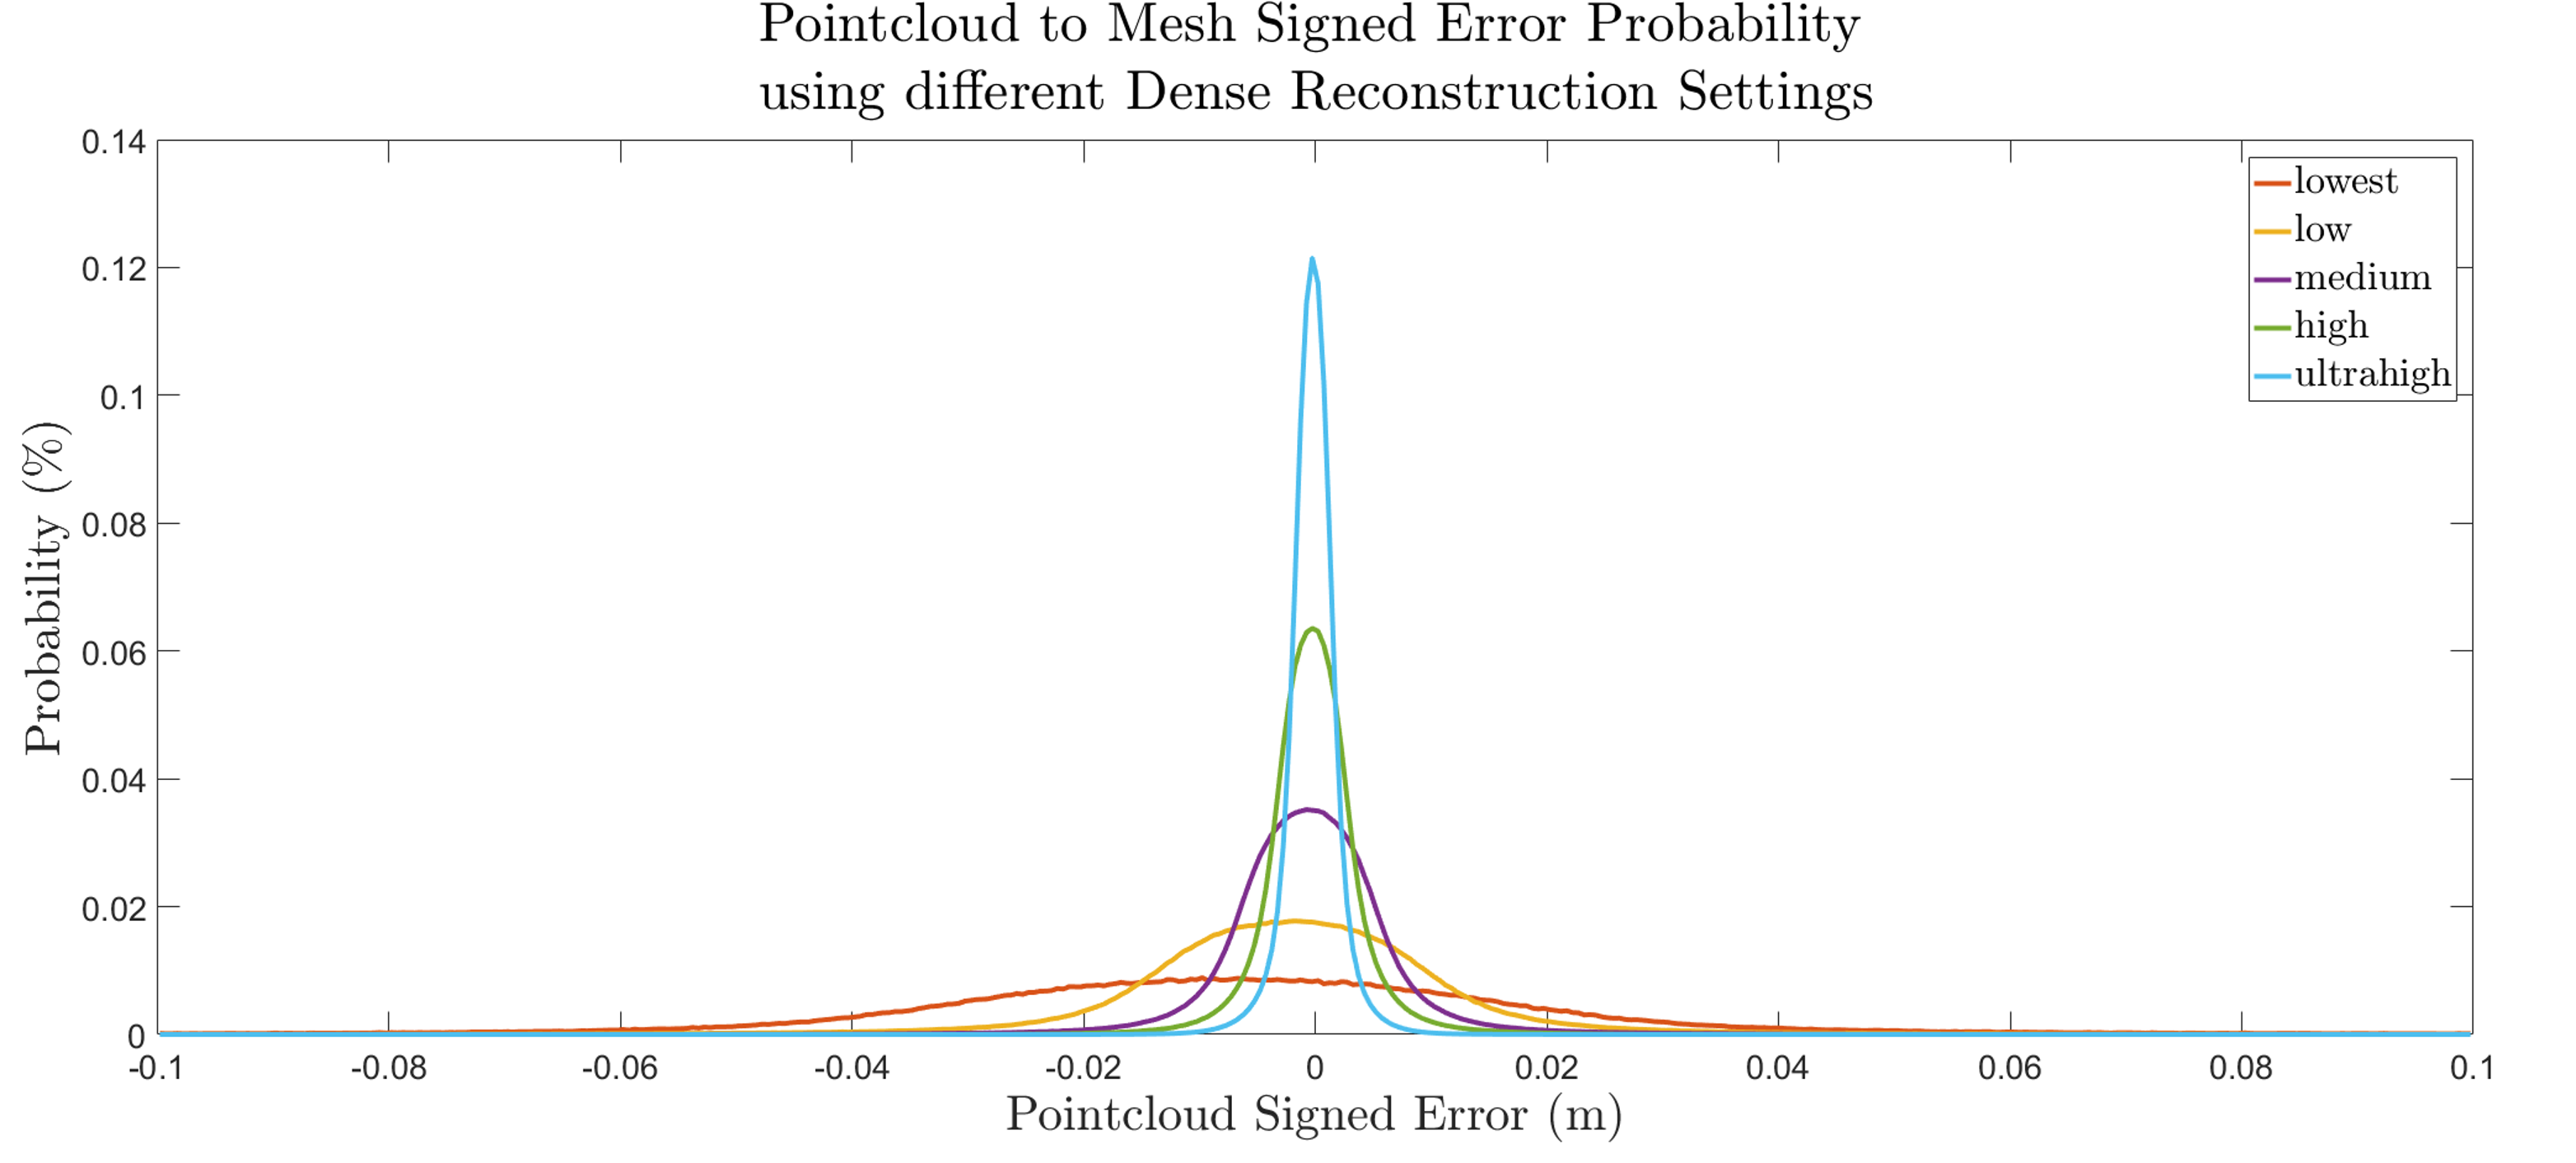 Pointcloud to Mesh Signed Error Probability
using different Dense Reconstruction Settings
0.14
0.12
0.1
0.08
0.06
0.04
0.02
0
Probability (%)
lowest
low
medium
high
ultrahigh
-0.1 -0.08 -0.06 -0.04 -0.02 0 0.02 0.04 0.06 0.08 0.1
Pointcloud Signed Error (m)